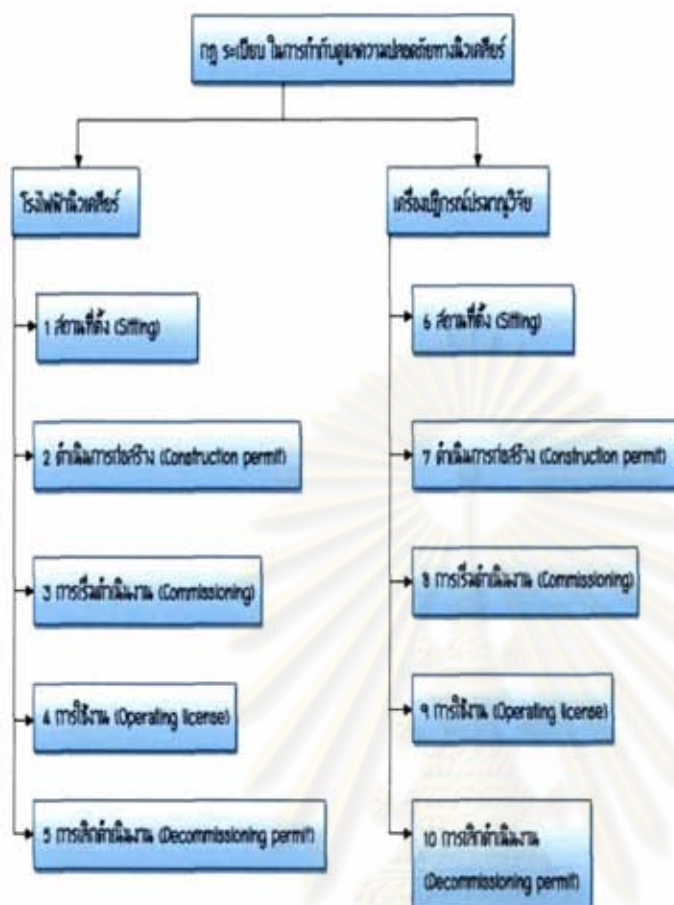 กฎ ระเบียบ ในการกำกับดูแลความปลอดภัยทางนิวเคลียร์
โรงไฟฟ้านิวเคลียร์
1 สถานที่ตั้ง (Sitting)
2 ดำเนินการก่อสร้าง (Construction permit)
3 การเริ่มดำเนินงาน (Commissioning)
4 การใช้งาน (Operating license)
5 การเลิกดำเนินงาน (Decommissioning permit)
เครื่องปฏิกรณ์ปรมาณูวิจัย
6 สถานที่ตั้ง (Sitting)
7 ดำเนินการก่อสร้าง (Construction permit)
8 การเริ่มดำเนินงาน (Commissioning)
9 การใช้งาน (Operating license)
10 การเลิกดำเนินงาน
(Decommissioning permit)